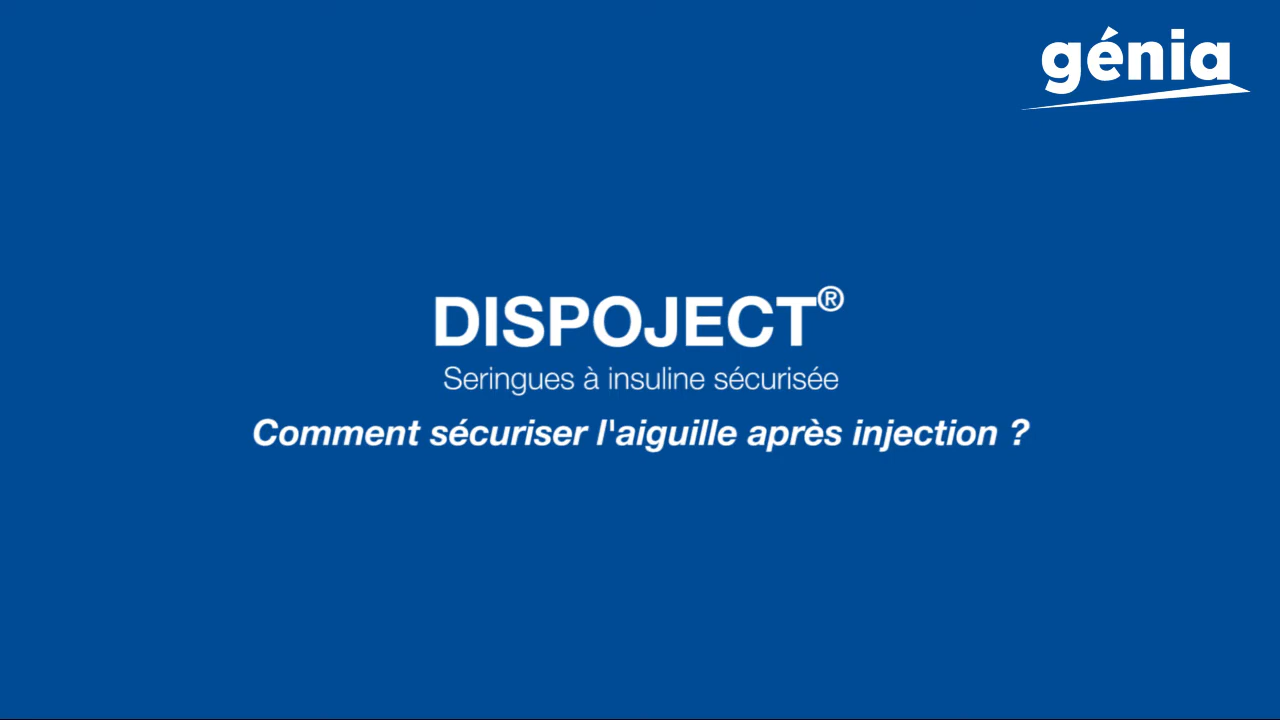 génia
DISPOJECT®
Seringues à insuline sécurisée
Comment sécuriser l'aiguille après injection ?